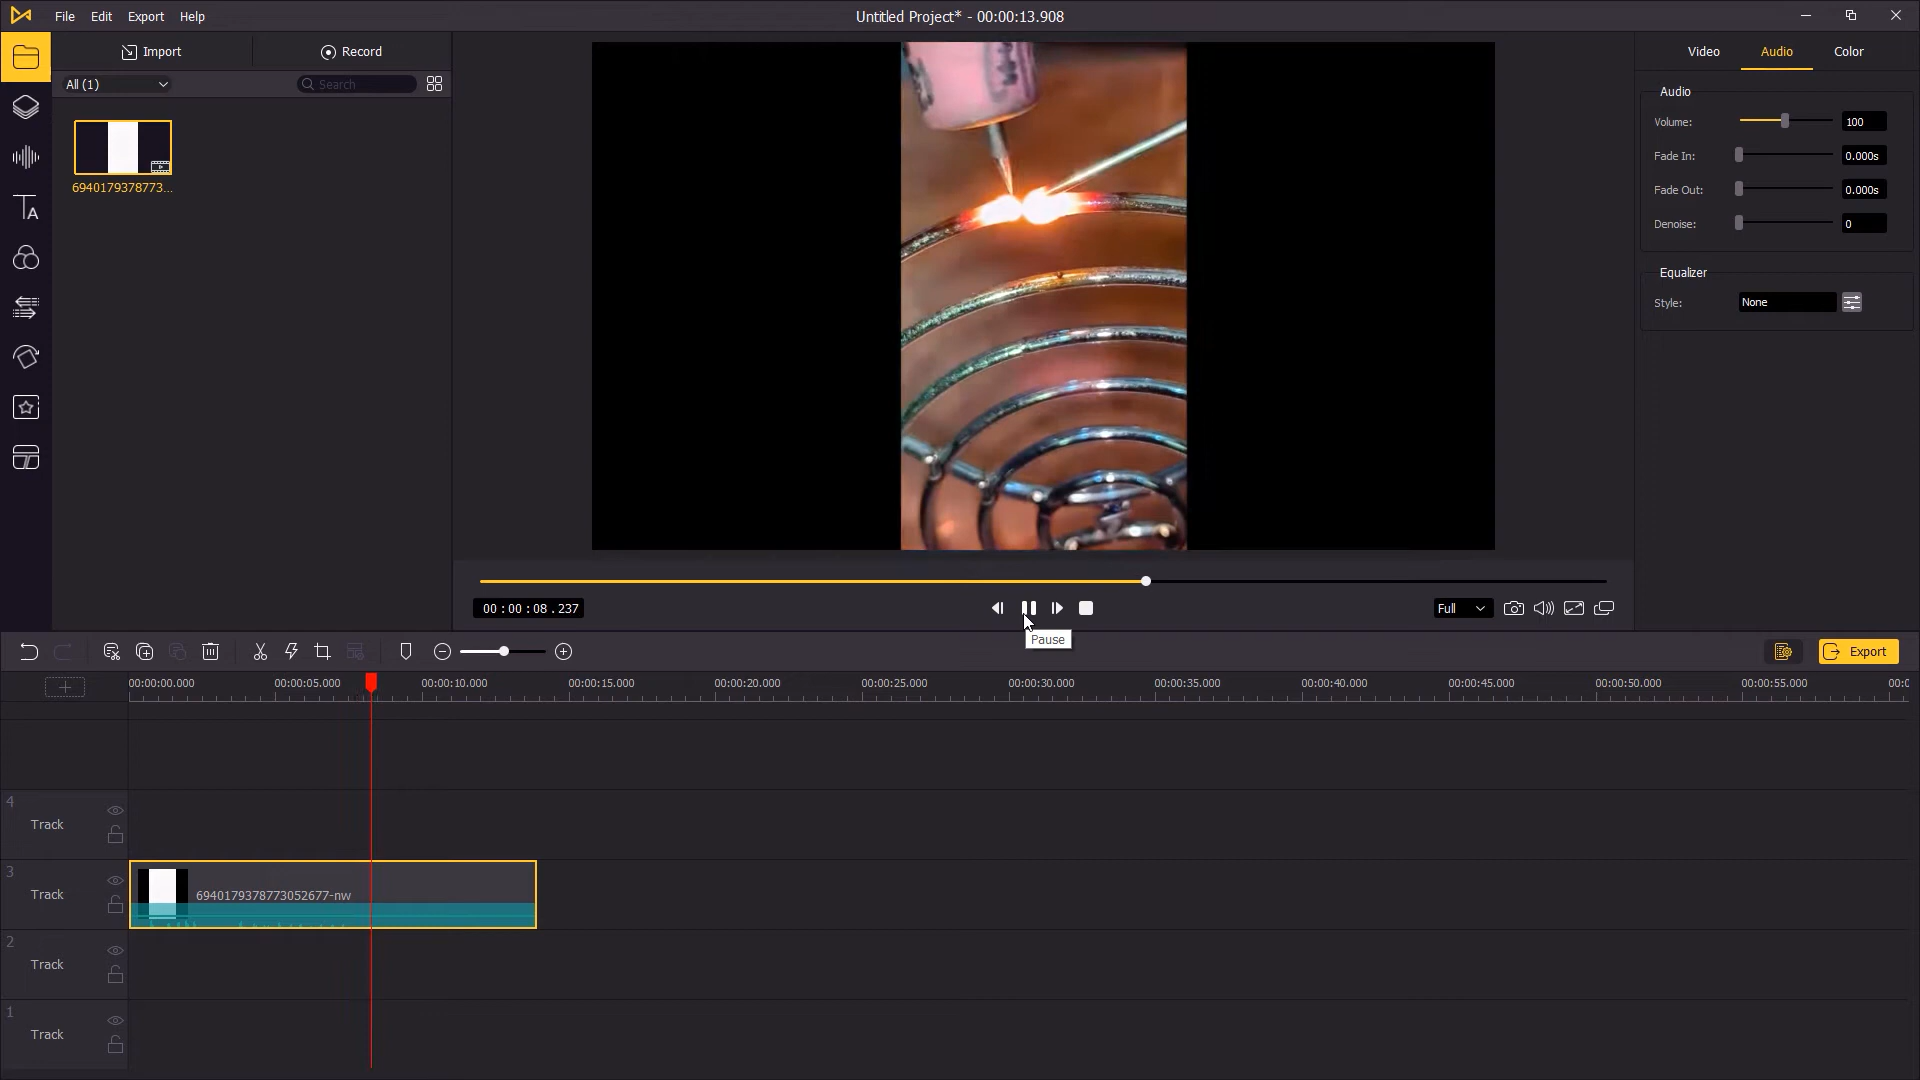 File Edit Export Help
Untitled Project* - 00:00:13.908
Import Record
Video Audio Color
All (1)
Search
6940179378773...
Audio
Volume: 100
Fade In: 0.000s
Fade Out: 0.000s
Denoise: 0
Equalizer
Style: None
00 : 00 : 08 . 237
Full
Pause
Export
00:00:00.000 00:00:05.000 00:00:10.000 00:00:15.000 00:00:20.000 00:00:25.000 00:00:30.000 00:00:35.000 00:00:40.000 00:00:45.000 00:00:50.000 00:00:55.000 00:0
4
Track
3
Track
6940179378773052677-nw
2
Track
1
Track